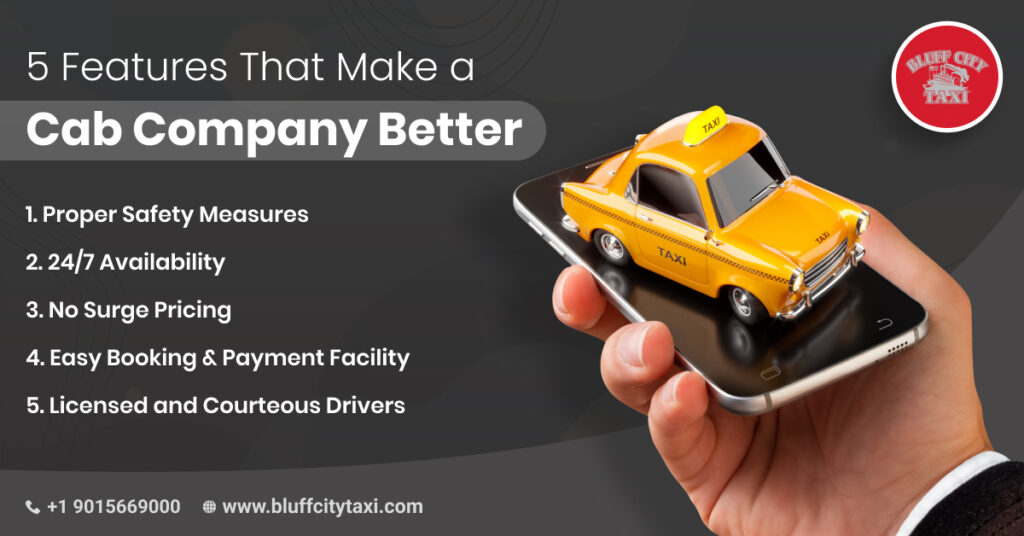 5 Features That Make a
Cab Company Better
BLUFF CITY
TAXI
1. Proper Safety Measures
2. 24/7 Availability
3. No Surge Pricing
4. Easy Booking & Payment Facility
5. Licensed and Courteous Drivers
TAXI
TAXI
TAXI
+1 9015669000
www.bluffcitytaxi.com